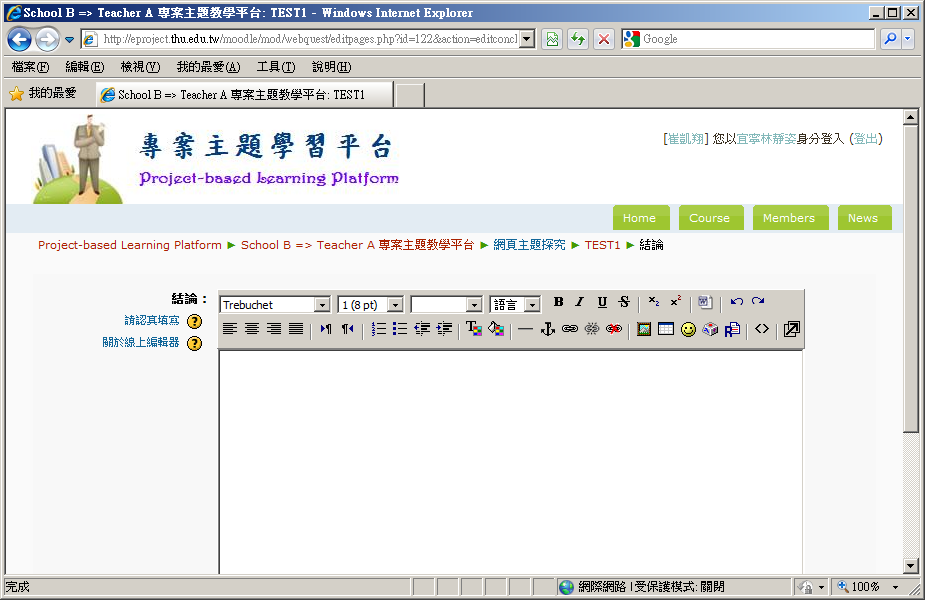 School B => Teacher A 專案主題教學平台: TEST1 - Windows Internet Explorer
http://eproject.thu.edu.tw/moodle/mod/webquest/editpages.php?id=122&action=editconcl
Google
檔案(F) 編輯(E) 檢視(V) 我的最愛(A) 工具(T) 說明(H)
我的最愛 School B => Teacher A 專案主題教學平台: TEST1
[崔凱翔] 您以宜寧林靜姿身分登入 (登出)
專案主題學習平台
Project-based Learning Platform
Home Course Members News
Project-based Learning Platform ► School B => Teacher A 專案主題教學平台 ► 網頁主題探究 ► TEST1 ► 結論
結論：
請認真填寫
關於線上編輯器
Trebuchet 1 (8 pt) 語言 B I U S x2 x2
完成 網際網路 | 受保護模式: 關閉 100%